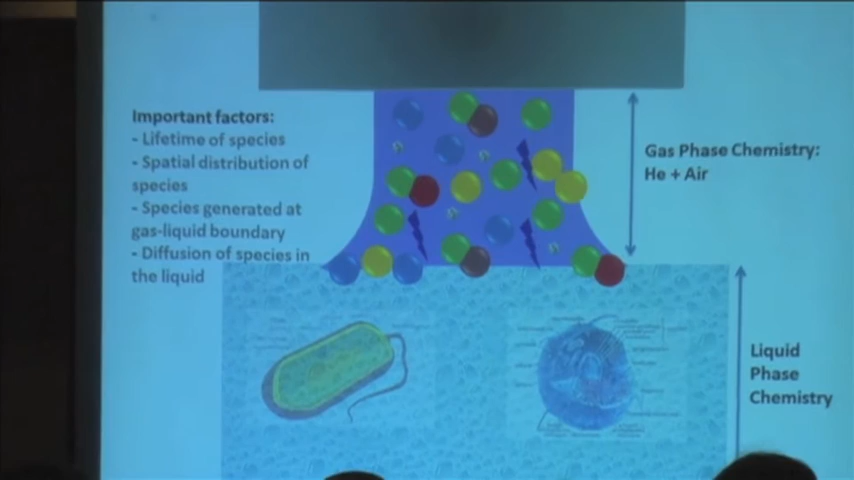 Important factors:
- Lifetime of species
- Spatial distribution of
species
- Species generated at
gas-liquid boundary
- Diffusion of species in
the liquid
Gas Phase Chemistry:
He + Air
Liquid
Phase
Chemistry